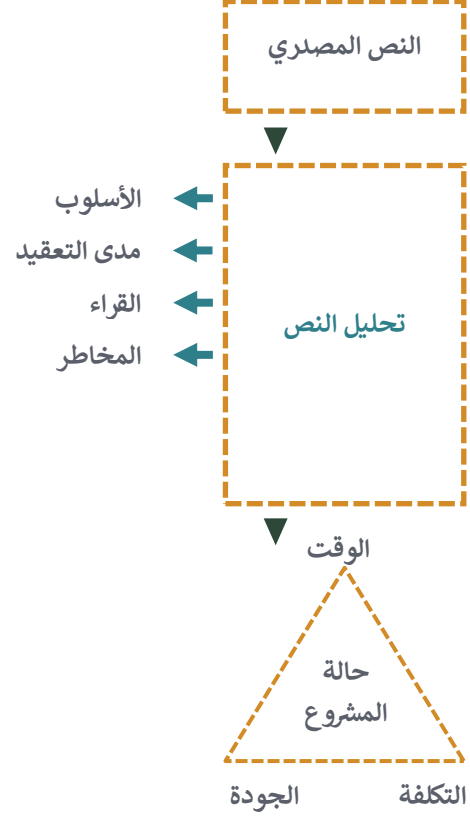 النص المصدري
تحليل النص
الأسلوب
مدى التعقيد
القراء
المخاطر
الوقت
حالة
المشروع
التكلفة
الجودة